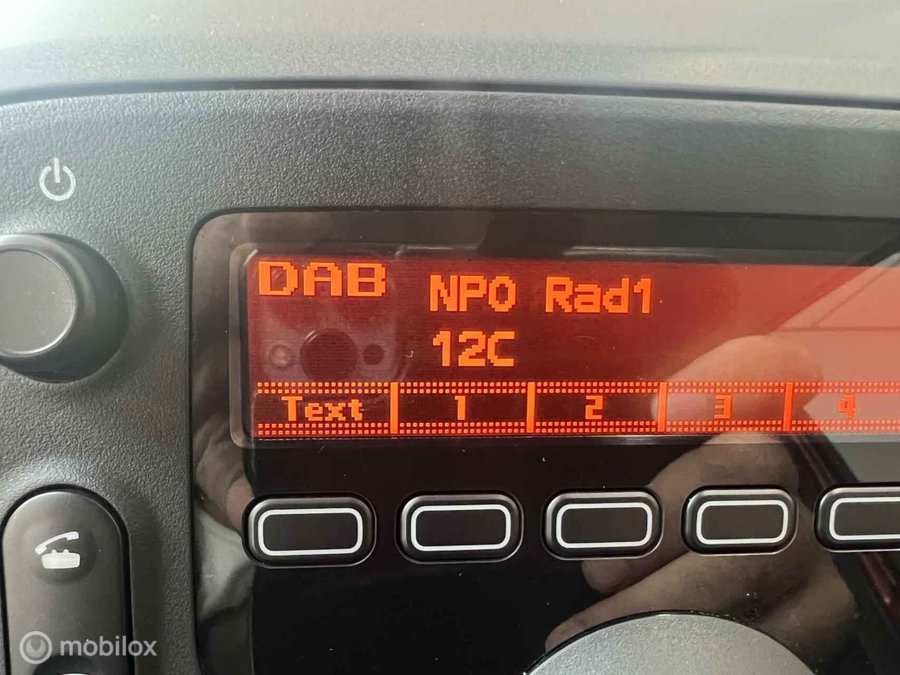 DAB
NPO Rad1
12C
Text 1 2 3 4
mobilox